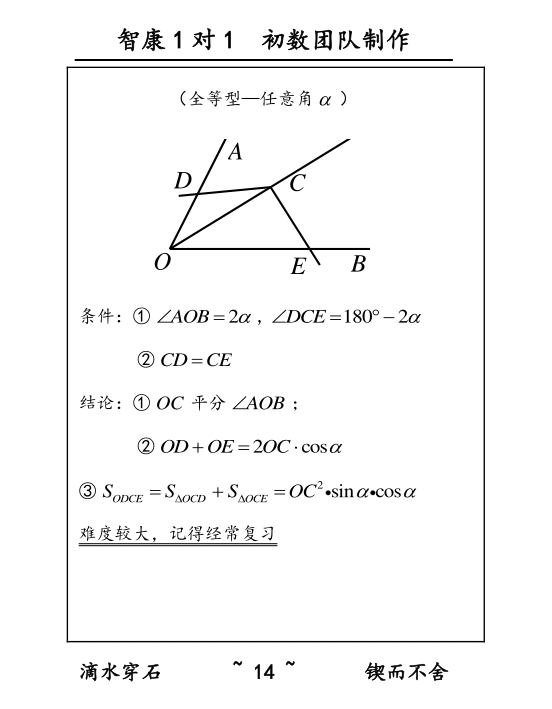 智康 1 对 1 初数团队制作
（全等型—任意角 α ）
A
D
C
O
E
B
条件：① ∠AOB = 2α ，∠DCE = 180° − 2α
② CD = CE
结论：① OC 平分 ∠AOB ；
② OD + OE = 2OC · cosα
③ S_ODCE = S_ΔOCD + S_ΔOCE = OC²•sinα•cosα
难度较大，记得经常复习
滴水穿石 ~ 14 ~ 锲而不舍